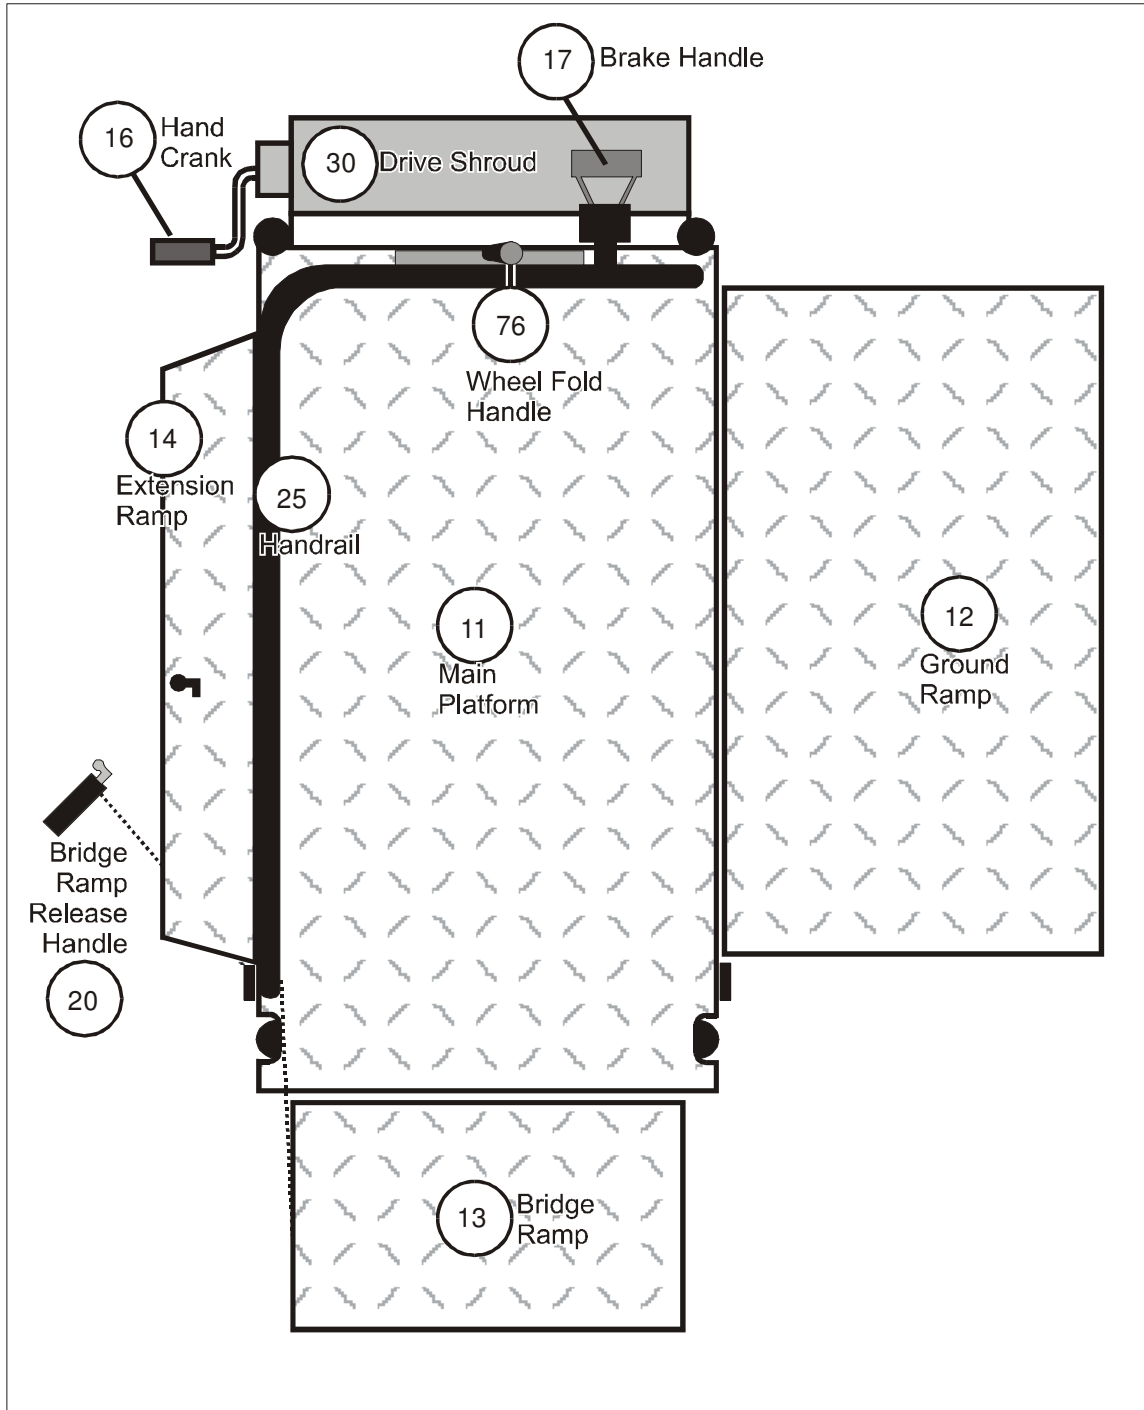 17 Brake Handle
16 Hand
Crank
30 Drive Shroud
76
Wheel Fold
Handle
14
Extension
Ramp
25
Handrail
11
Main
Platform
12
Ground
Ramp
Bridge
Ramp
Release
Handle
20
13 Bridge
Ramp